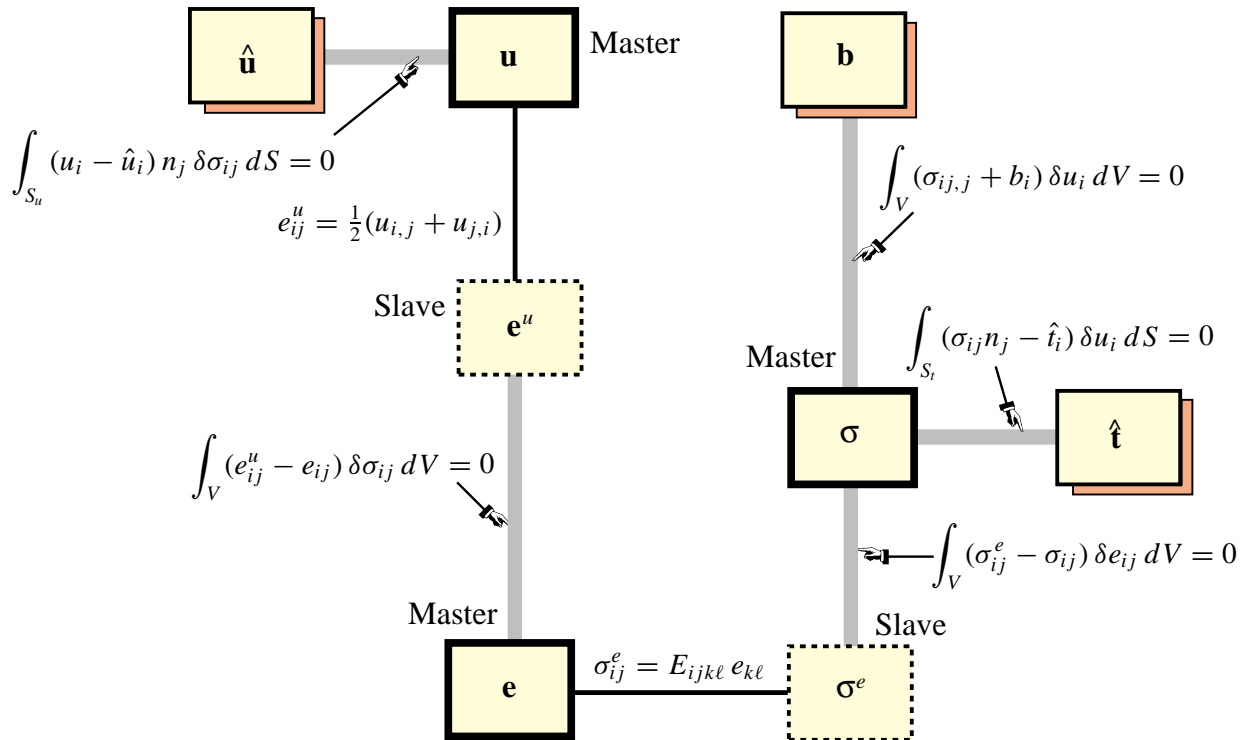 û u Master b
∫_{S_u} (u_i − û_i) n_j δσ_{ij} dS = 0
∫_V (σ_{ij,j} + b_i) δu_i dV = 0
e^u_{ij} = ½(u_{i,j} + u_{j,i})
Slave
e^u
∫_{S_t} (σ_{ij} n_j − t̂_i) δu_i dS = 0
Master
σ t̂
∫_V (e^u_{ij} − e_{ij}) δσ_{ij} dV = 0
∫_V (σ^e_{ij} − σ_{ij}) δe_{ij} dV = 0
Master
Slave
e σ^e_{ij} = E_{ijkℓ} e_{kℓ} σ^e